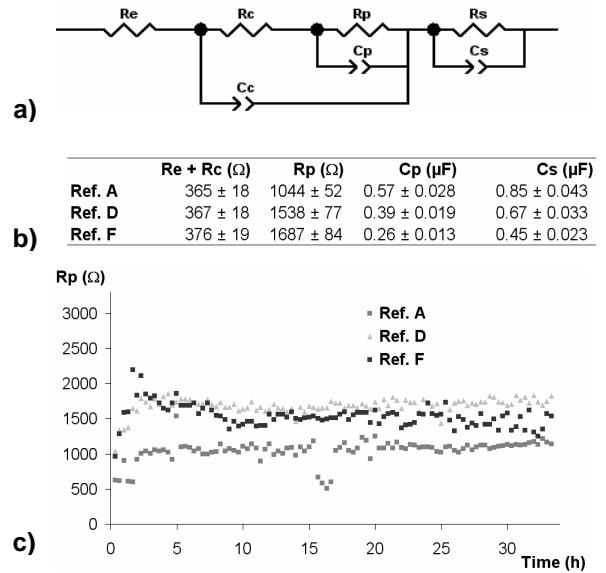 Re Rc Rp Rs
Cp Cs
Cc
a)
Re + Rc (Ω) Rp (Ω) Cp (µF) Cs (µF)
Ref. A 365 ± 18 1044 ± 52 0.57 ± 0.028 0.85 ± 0.043
Ref. D 367 ± 18 1538 ± 77 0.39 ± 0.019 0.67 ± 0.033
Ref. F 376 ± 19 1687 ± 84 0.26 ± 0.013 0.45 ± 0.023
b)
Rp (Ω)
3000
2500
2000
1500
1000
500
0
Ref. A
Ref. D
Ref. F
0 5 10 15 20 25 30
Time (h)
c)